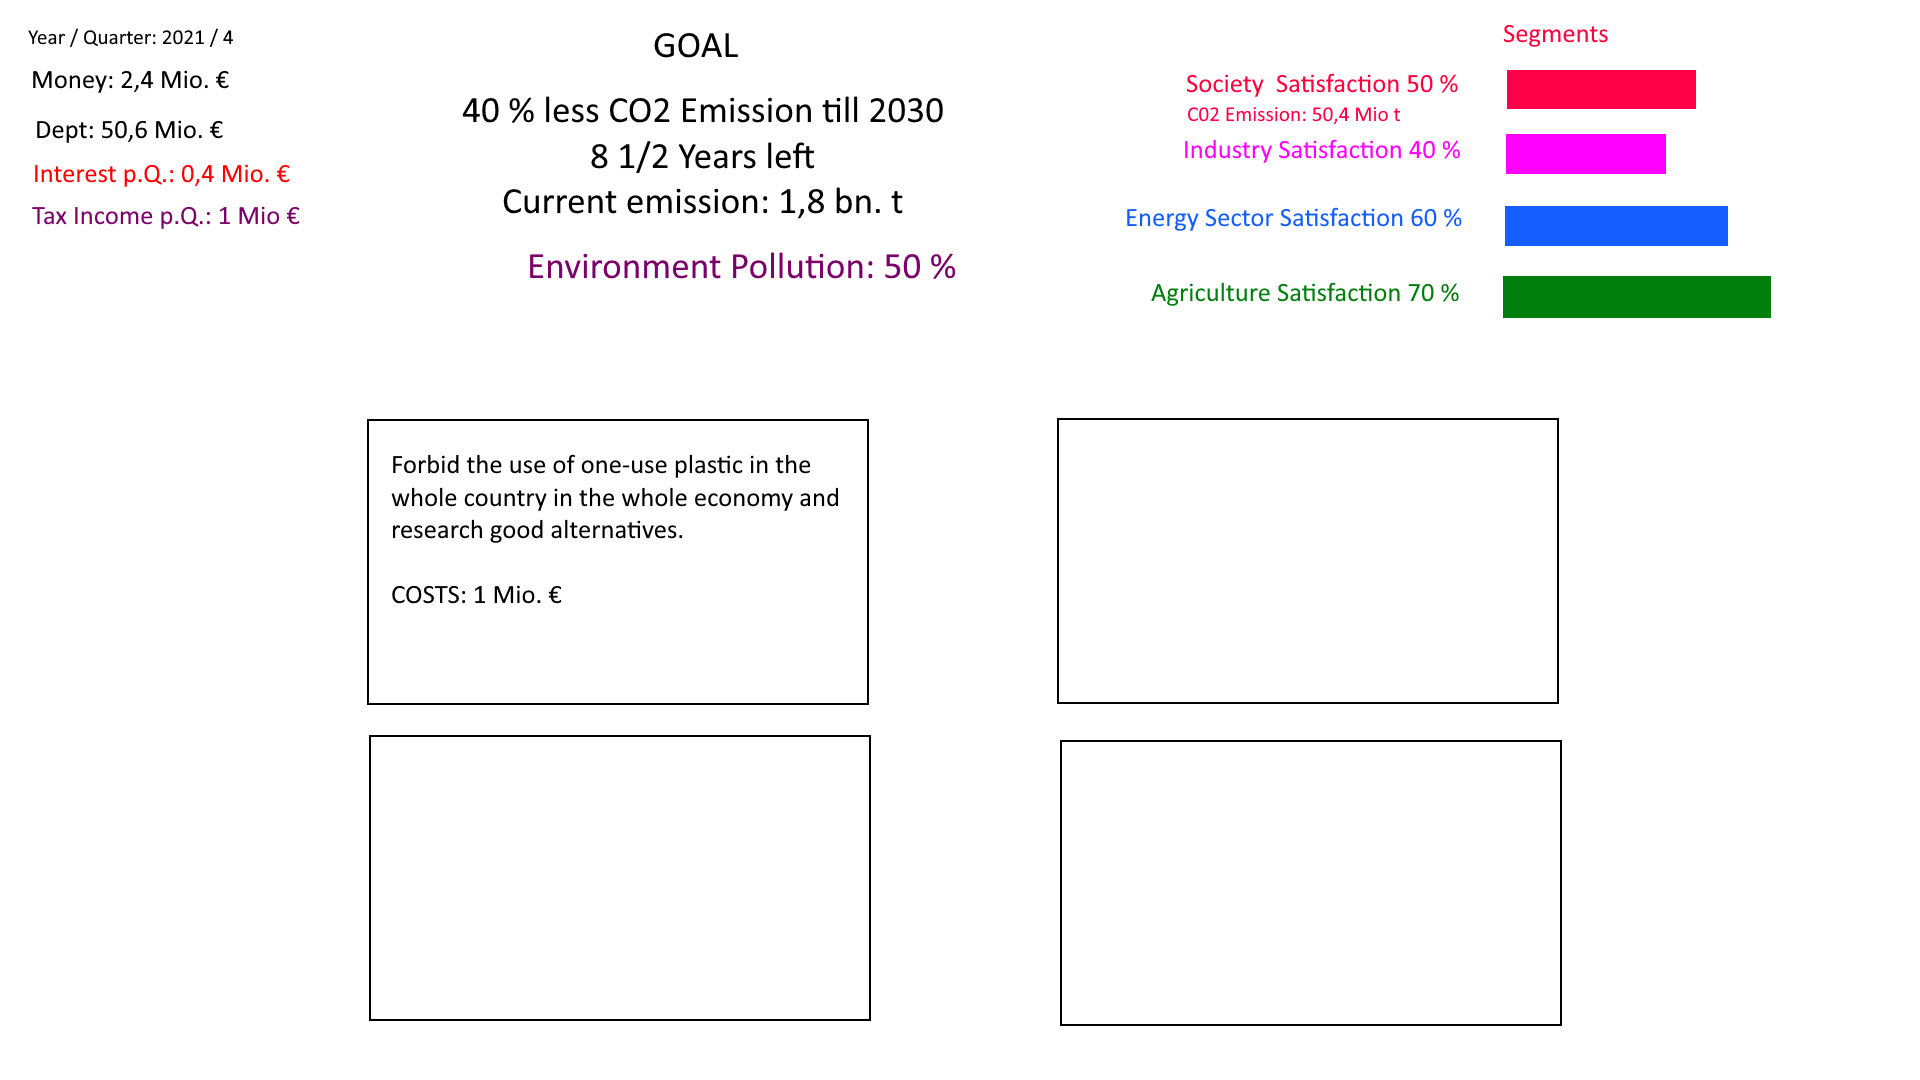 Year / Quarter: 2021 / 4
Money: 2,4 Mio. €
Dept: 50,6 Mio. €
Interest p.Q.: 0,4 Mio. €
Tax Income p.Q.: 1 Mio €
GOAL
40 % less CO2 Emission till 2030
8 1/2 Years left
Current emission: 1,8 bn. t
Environment Pollution: 50 %
Segments
Society  Satisfaction 50 %
C02 Emission: 50,4 Mio t
Industry Satisfaction 40 %
Energy Sector Satisfaction 60 %
Agriculture Satisfaction 70 %
Forbid the use of one-use plastic in the
whole country in the whole economy and
research good alternatives.
COSTS: 1 Mio. €